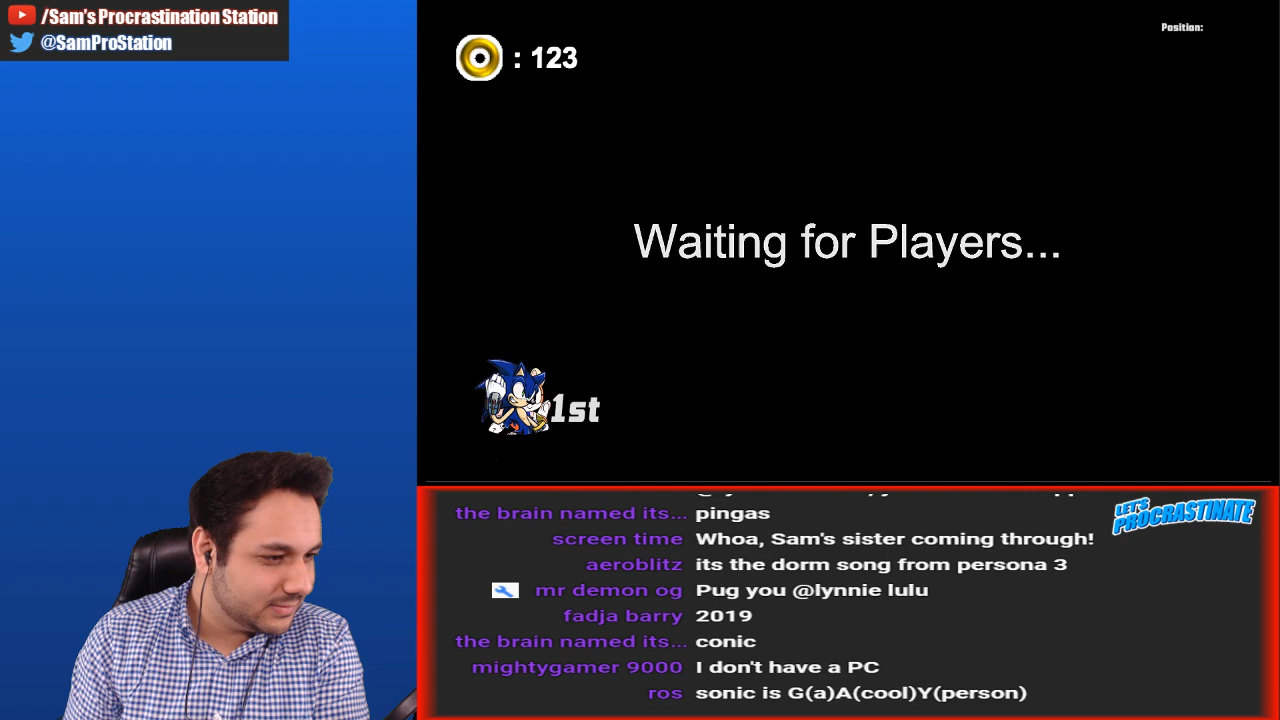 /Sam's Procrastination Station
@SamProStation
: 123
Position:
Waiting for Players...
1st
LET'S PROCRASTINATE
the brain named its... pingas
screen time Whoa, Sam's sister coming through!
aeroblitz its the dorm song from persona 3
mr demon og Pug you @lynnie lulu
fadja barry 2019
the brain named its... conic
mightygamer 9000 I don't have a PC
ros sonic is G(a)A(cool)Y(person)